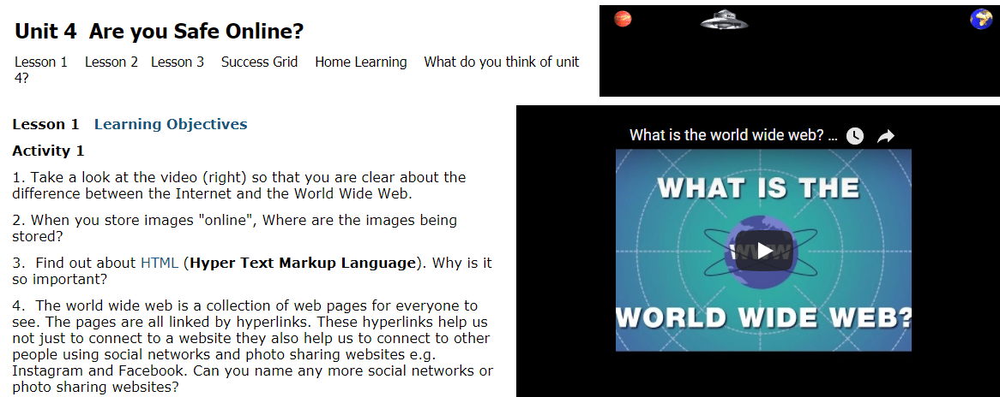 Unit 4 Are you Safe Online?
Lesson 1 Lesson 2 Lesson 3 Success Grid Home Learning What do you think of unit
4?
Lesson 1 Learning Objectives
Activity 1
1. Take a look at the video (right) so that you are clear about the
difference between the Internet and the World Wide Web.
2. When you store images "online", Where are the images being
stored?
3. Find out about HTML (Hyper Text Markup Language). Why is it
so important?
4. The world wide web is a collection of web pages for everyone to
see. The pages are all linked by hyperlinks. These hyperlinks help us
not just to connect to a website they also help us to connect to other
people using social networks and photo sharing websites e.g.
Instagram and Facebook. Can you name any more social networks or
photo sharing websites?
What is the world wide web? ...
WHAT IS THE
WWW
WORLD WIDE WEB?